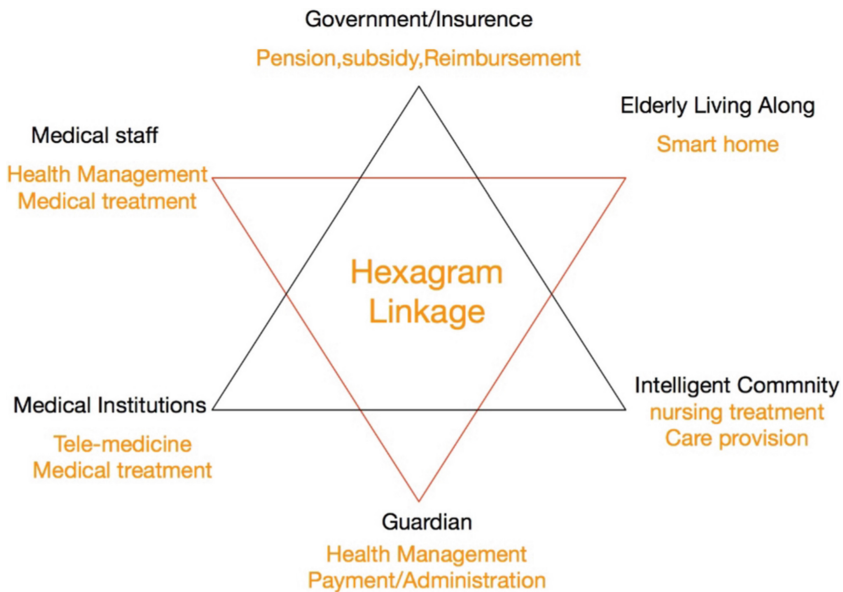 Government/Insurence
Pension,subsidy,Reimbursement
Elderly Living Along
Smart home
Medical staff
Health Management
Medical treatment
Hexagram
Linkage
Medical Institutions
Tele-medicine
Medical treatment
Intelligent Commnity
nursing treatment
Care provision
Guardian
Health Management
Payment/Administration